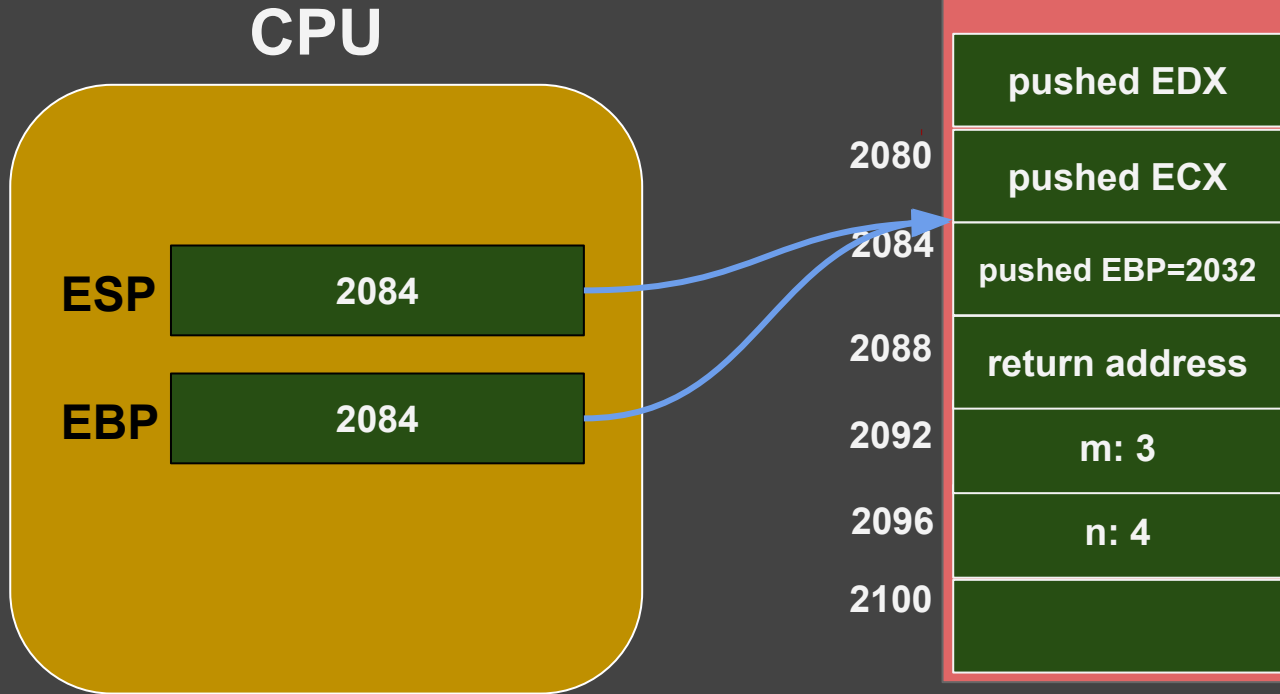 CPU
pushed EDX
2080
pushed ECX
2084
pushed EBP=2032
ESP
2084
2088
return address
EBP
2084
2092
m: 3
2096
n: 4
2100